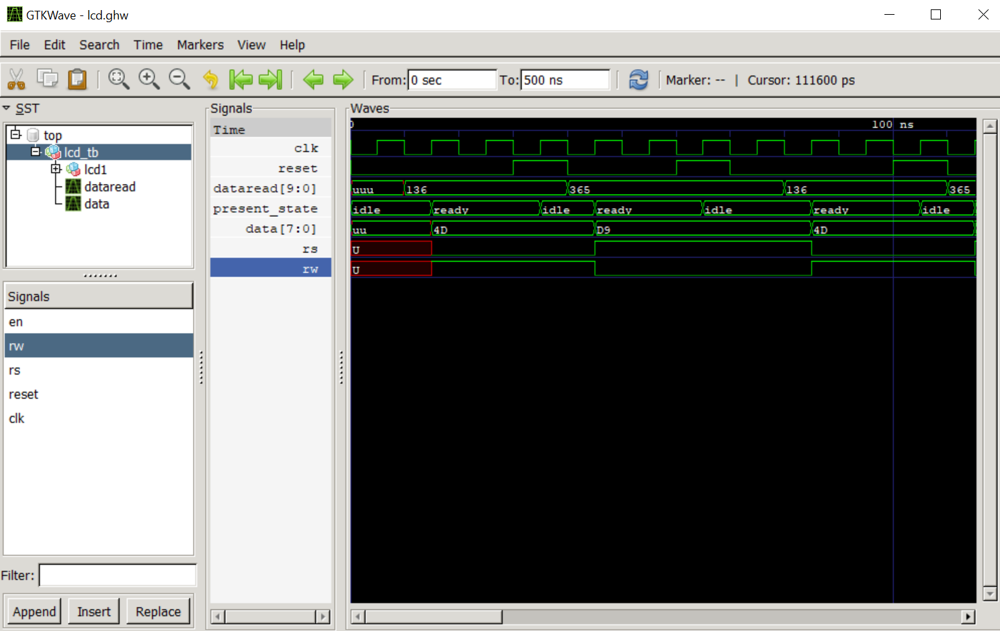 GTKWave - lcd.ghw
File Edit Search Time Markers View Help
From: 0 sec To: 500 ns Marker: -- | Cursor: 111600 ps
SST
top
lcd_tb
lcd1
dataread
data
Signals
en
rw
rs
reset
clk
Filter:
Append Insert Replace
Signals
Time
clk
reset
dataread[9:0]
present_state
data[7:0]
rs
rw
Waves
0 100 ns
uuu 136 365 136 365
idle ready idle ready idle ready idle
uu 4D D9 4D
U
U